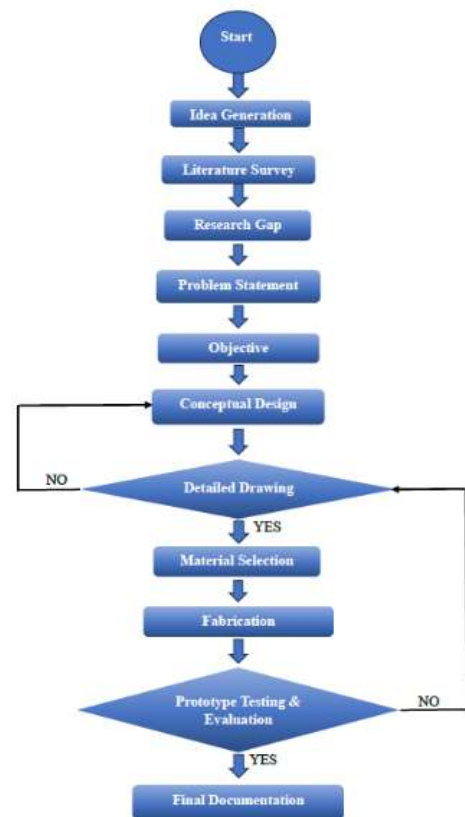 Start
Idea Generation
Literature Survey
Research Gap
Problem Statement
Objective
Conceptual Design
NO
Detailed Drawing
YES
Material Selection
Fabrication
Prototype Testing &
Evaluation
NO
YES
Final Documentation